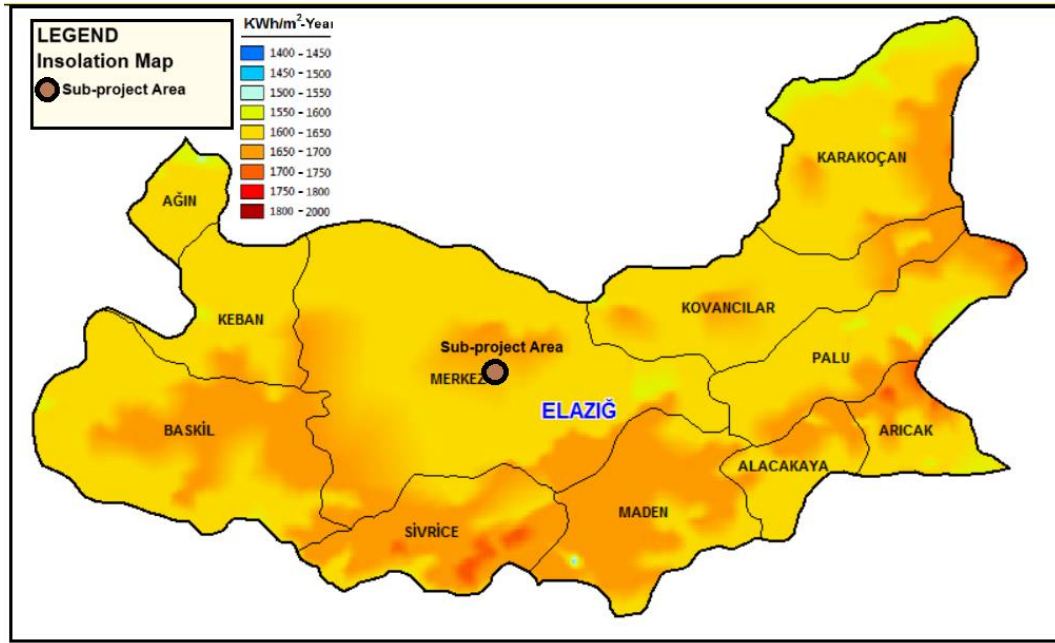 LEGEND
Insolation Map
Sub-project Area
KWh/m²-Year
1400 - 1450
1450 - 1500
1500 - 1550
1550 - 1600
1600 - 1650
1650 - 1700
1700 - 1750
1750 - 1800
1800 - 2000
KARAKOÇAN
AĞIN
KEBAN
KOVANCILAR
Sub-project Area
MERKEZ
PALU
ELAZIĞ
BASKİL
ARICAK
ALACAKAYA
SİVRİCE
MADEN